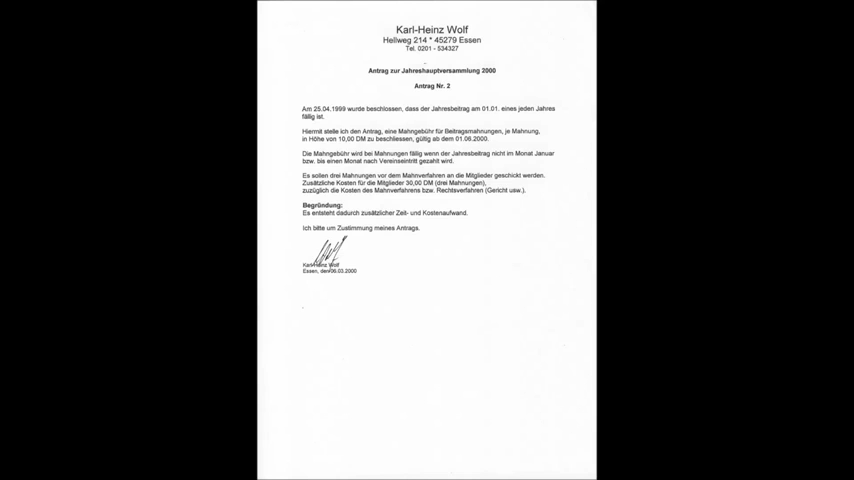 Karl-Heinz Wolf
Hellweg 214 * 45279 Essen
Tel. 0201 - 534327
Antrag zur Jahreshauptversammlung 2000
Antrag Nr. 2
Am 25.04.1999 wurde beschlossen, dass der Jahresbeitrag am 01.01. eines jeden Jahres
fällig ist.
Hiermit stelle ich den Antrag, eine Mahngebühr für Beitragsmahnungen, je Mahnung,
in Höhe von 10,00 DM zu beschliessen, gültig ab dem 01.06.2000.
Die Mahngebühr wird bei Mahnungen fällig wenn der Jahresbeitrag nicht im Monat Januar
bzw. bis einen Monat nach Vereinseintritt gezahlt wird.
Es sollen drei Mahnungen vor dem Mahnverfahren an die Mitglieder geschickt werden.
Zusätzliche Kosten für die Mitglieder 30,00 DM (drei Mahnungen),
zuzüglich die Kosten des Mahnverfahrens bzw. Rechtsverfahren (Gericht usw.).
Begründung:
Es entsteht dadurch zusätzlicher Zeit- und Kostenaufwand.
Ich bitte um Zustimmung meines Antrags.
Karl-Heinz Wolf
Essen, den 06.03.2000